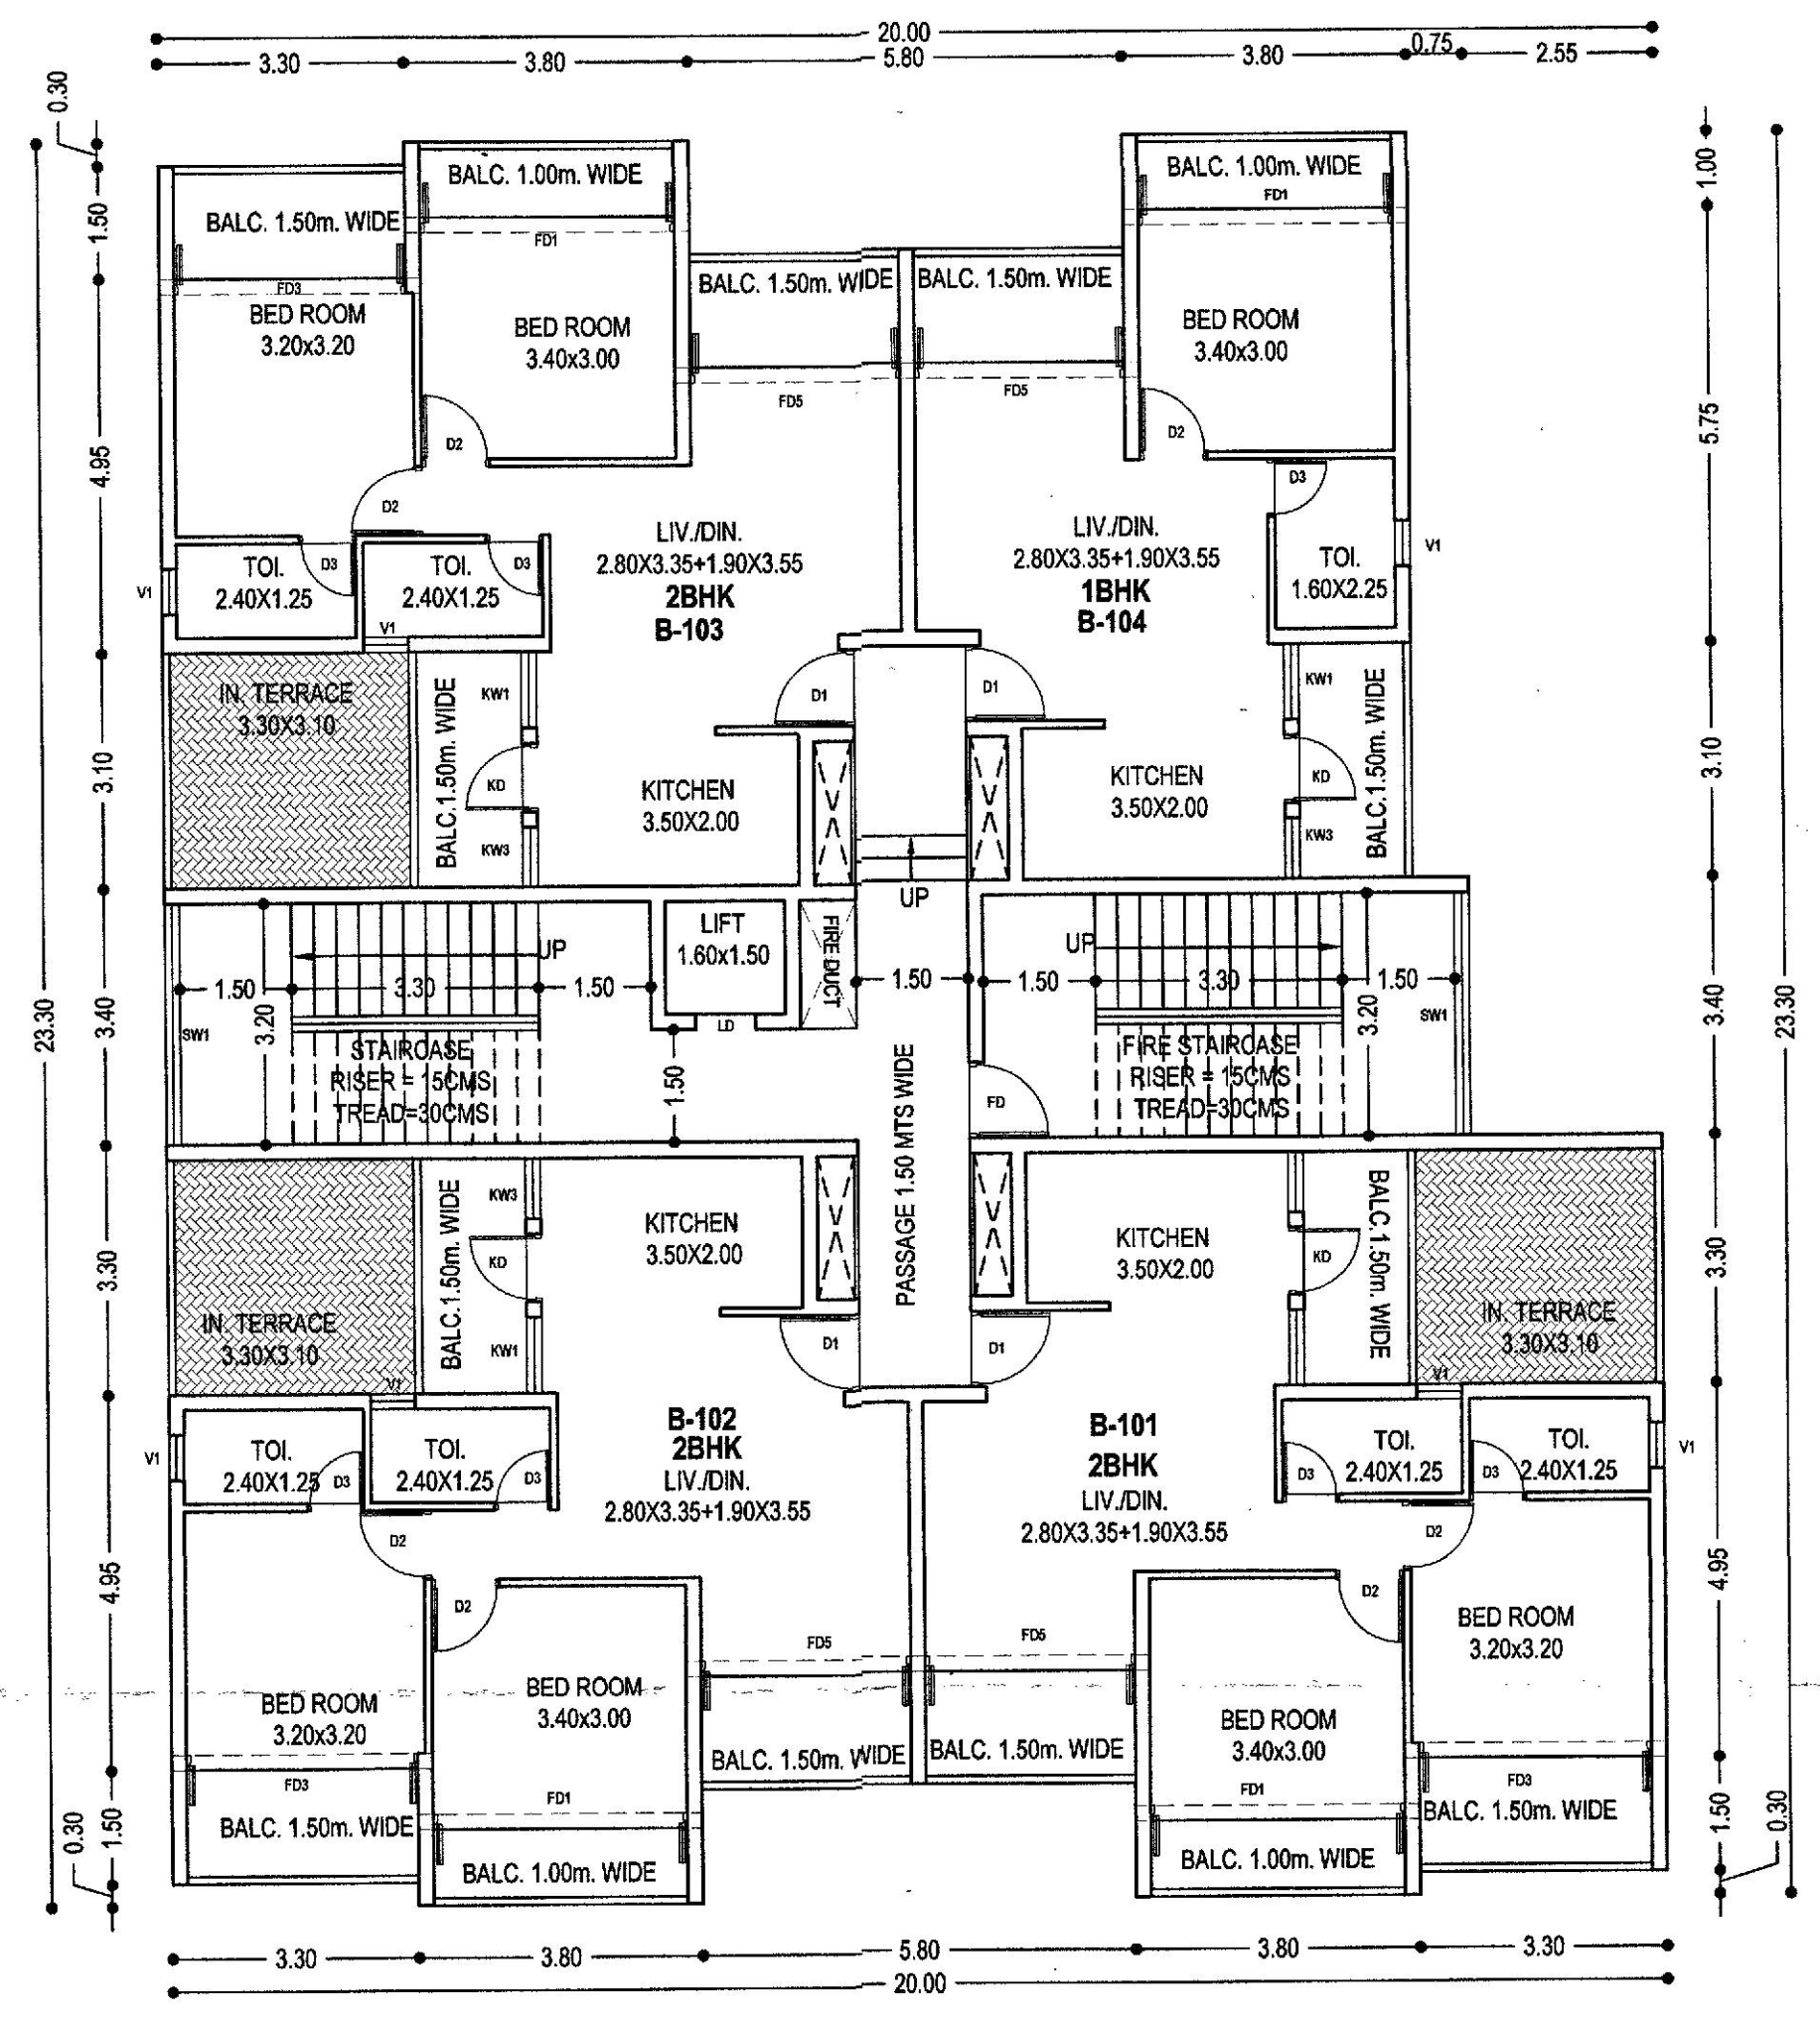 20.00
3.30
3.80
5.80
3.80
0.75
2.55
0.30
1.50
4.95
3.10
3.40
3.30
4.95
1.50
0.30
23.30
1.00
5.75
3.10
3.40
3.30
4.95
1.50
0.30
23.30
BALC. 1.00m. WIDE
BALC. 1.50m. WIDE
FD1
FD3
BED ROOM
3.20x3.20
BED ROOM
3.40x3.00
BALC. 1.50m. WIDE
BALC. 1.50m. WIDE
FD5
FD5
BALC. 1.00m. WIDE
FD1
BED ROOM
3.40x3.00
D2
D2
D2
D3
LIV./DIN.
2.80X3.35+1.90X3.55
2BHK
B-103
LIV./DIN.
2.80X3.35+1.90X3.55
1BHK
B-104
TOI.
2.40X1.25
D3
TOI.
2.40X1.25
D3
V1
V1
TOI.
1.60X2.25
V1
IN. TERRACE
3.30X3.10
BALC.1.50m. WIDE
KW1
KD
KW3
D1
D1
KITCHEN
3.50X2.00
KITCHEN
3.50X2.00
KW1
KD
KW3
BALC.1.50m. WIDE
UP
LIFT
1.60x1.50
FIRE DUCT
LD
UP
1.50
3.30
1.50
3.20
SW1
STAIRCASE
RISER = 15CMS
TREAD=30CMS
1.50
1.50
PASSAGE 1.50 MTS WIDE
UP
1.50
3.30
1.50
3.20
SW1
FIRE STAIRCASE
RISER = 15CMS
TREAD=30CMS
FD
IN. TERRACE
3.30X3.10
V1
BALC.1.50m. WIDE
KW3
KD
KW1
KITCHEN
3.50X2.00
D1
D1
KITCHEN
3.50X2.00
KD
BALC.1.50m. WIDE
IN. TERRACE
3.30X3.10
V1
V1
TOI.
2.40X1.25
D3
TOI.
2.40X1.25
D3
B-102
2BHK
LIV./DIN.
2.80X3.35+1.90X3.55
B-101
2BHK
LIV./DIN.
2.80X3.35+1.90X3.55
D3
TOI.
2.40X1.25
D3
TOI.
2.40X1.25
V1
D2
D2
D2
D2
BED ROOM
3.20x3.20
BED ROOM
3.40x3.00
FD5
FD5
BED ROOM
3.40x3.00
BED ROOM
3.20x3.20
FD3
BALC. 1.50m. WIDE
FD1
BALC. 1.00m. WIDE
BALC. 1.50m. WIDE
BALC. 1.50m. WIDE
FD1
BALC. 1.00m. WIDE
FD3
BALC. 1.50m. WIDE
3.30
3.80
5.80
3.80
3.30
20.00